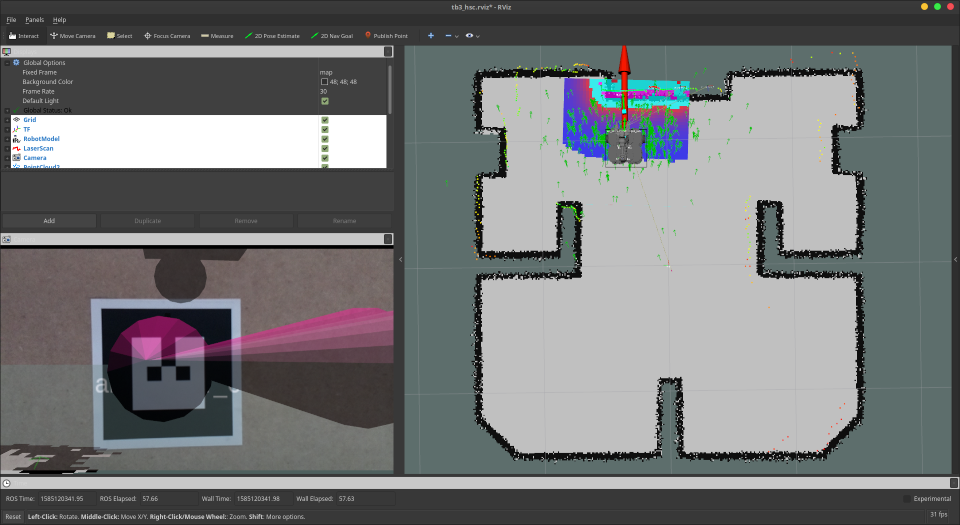 tb3_hsc.rviz* - RViz
File Panels Help
Interact Move Camera Select Focus Camera Measure 2D Pose Estimate 2D Nav Goal Publish Point
Global Options
Fixed Frame map
Background Color 48; 48; 48
Frame Rate 30
Default Light
Global Status: Ok
Grid
TF
RobotModel
LaserScan
Camera
PointCloud2
Add Duplicate Remove Rename
ROS Time: 1585120341.95 ROS Elapsed: 57.66 Wall Time: 1585120341.98 Wall Elapsed: 57.63 Experimental
Reset Left-Click: Rotate. Middle-Click: Move X/Y. Right-Click/Mouse Wheel:: Zoom. Shift: More options. 31 fps